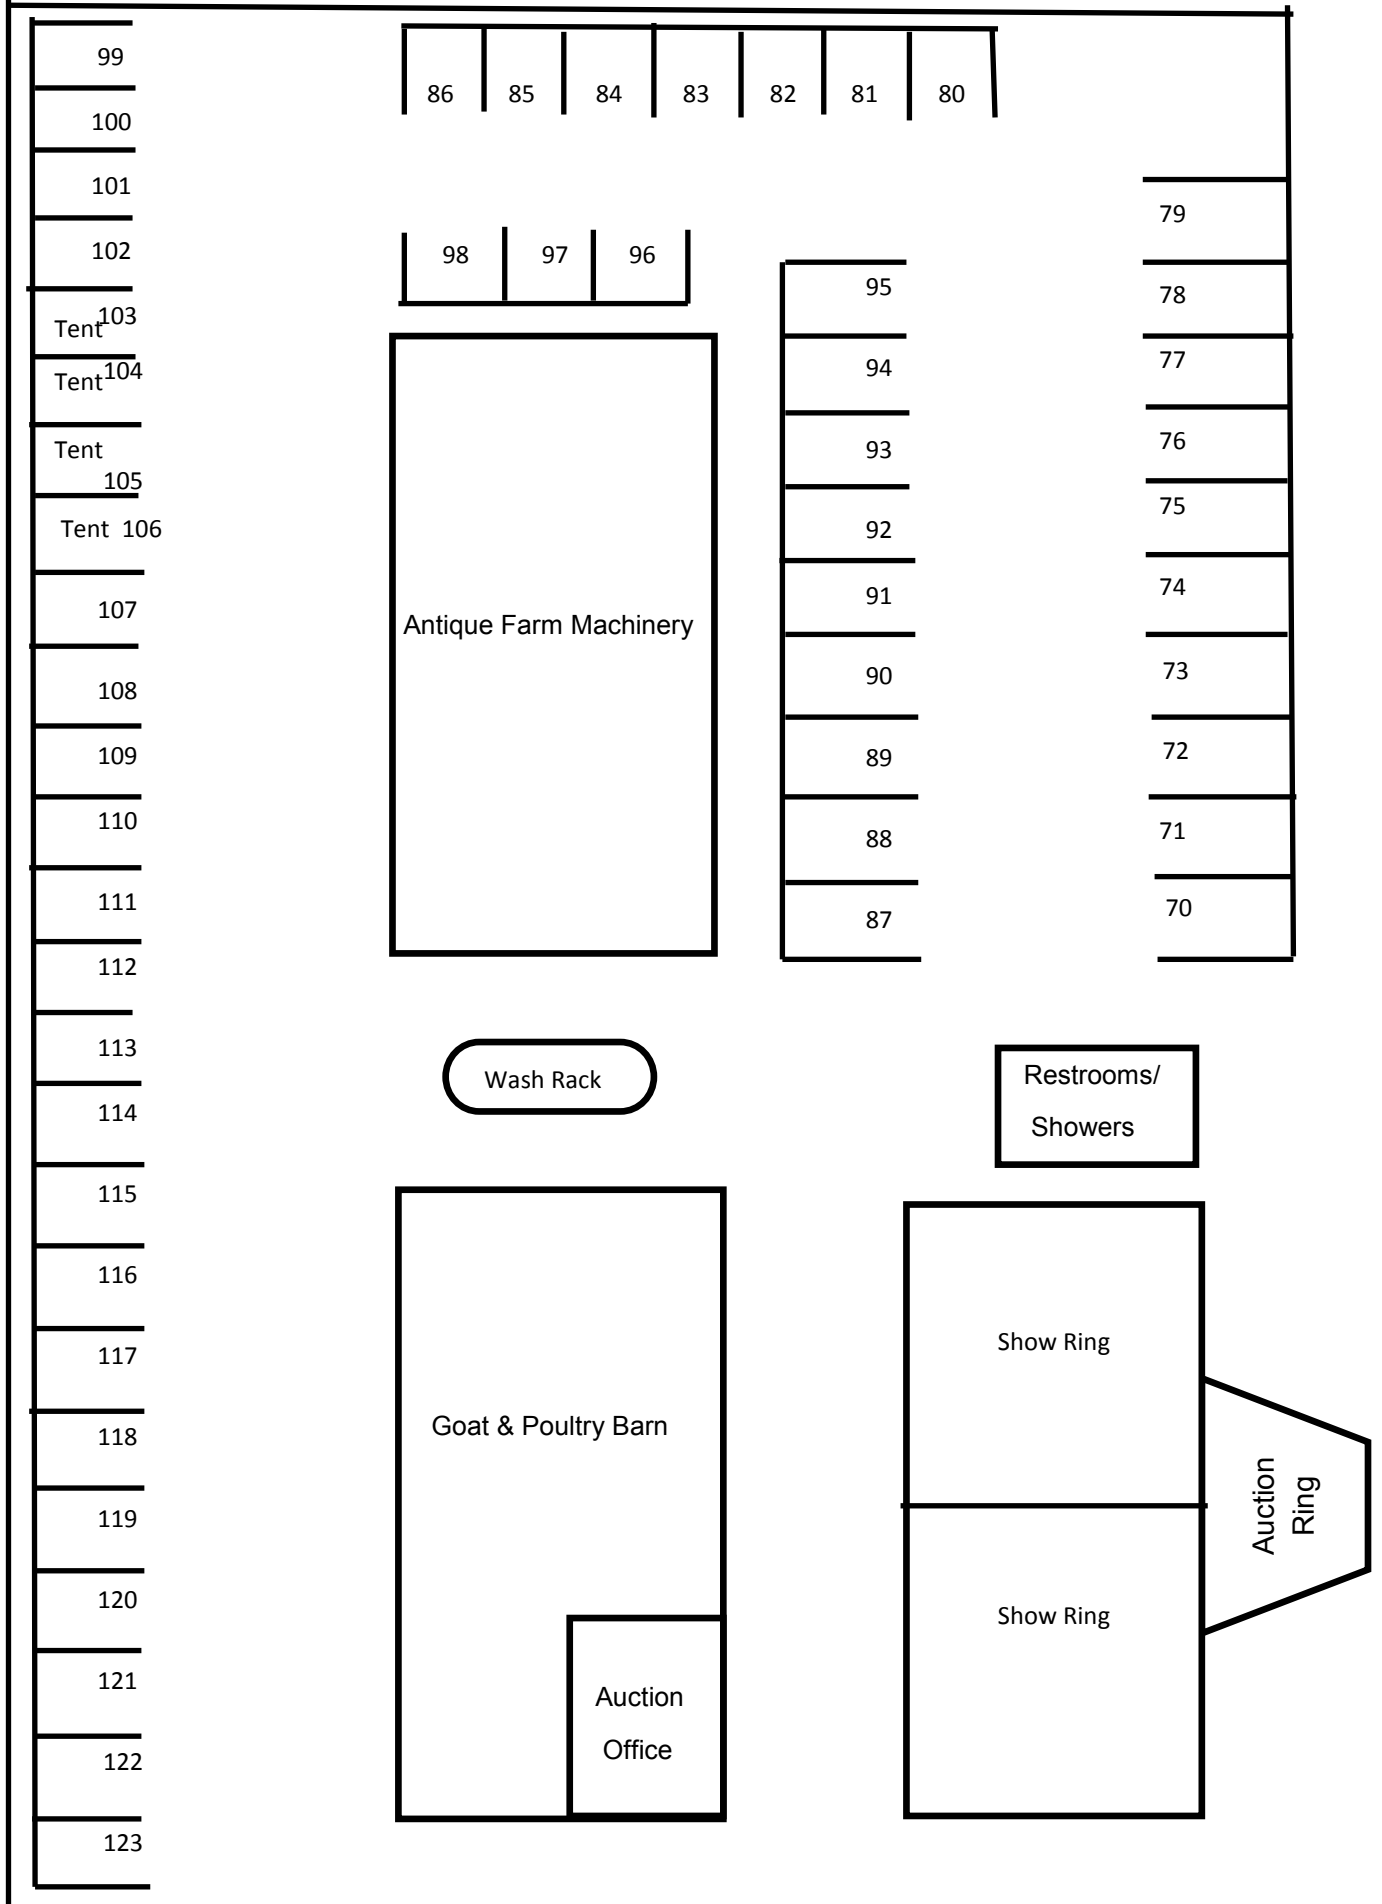 99
100
101
102
Tent 103
Tent 104
Tent
105
Tent 106
107
108
109
110
111
112
113
114
115
116
117
118
119
120
121
122
123
86 85 84 83 82 81 80
98 97 96
Antique Farm Machinery
95
94
93
92
91
90
89
88
87
79
78
77
76
75
74
73
72
71
70
Wash Rack
Restrooms/
Showers
Goat & Poultry Barn
Auction
Office
Show Ring
Show Ring
Auction
Ring